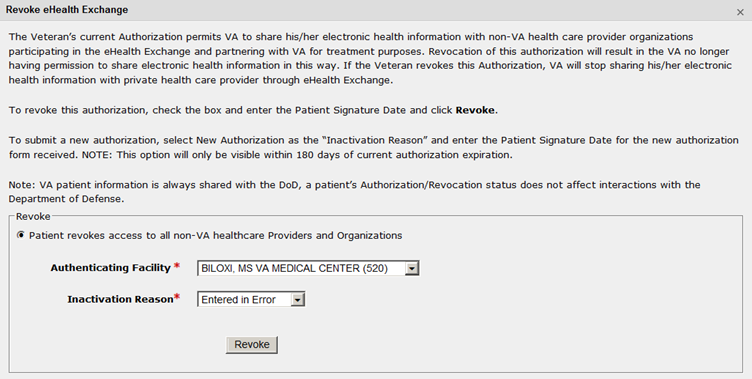 Revoke eHealth Exchange
The Veteran's current Authorization permits VA to share his/her electronic health information with non-VA health care provider organizations
participating in the eHealth Exchange and partnering with VA for treatment purposes. Revocation of this authorization will result in the VA no longer
having permission to share electronic health information in this way. If the Veteran revokes this Authorization, VA will stop sharing his/her electronic
health information with private health care provider through eHealth Exchange.
To revoke this authorization, check the box and enter the Patient Signature Date and click Revoke.
To submit a new authorization, select New Authorization as the "Inactivation Reason" and enter the Patient Signature Date for the new authorization
form received. NOTE: This option will only be visible within 180 days of current authorization expiration.
Note: VA patient information is always shared with the DoD, a patient's Authorization/Revocation status does not affect interactions with the
Department of Defense.
Revoke
Patient revokes access to all non-VA healthcare Providers and Organizations
Authenticating Facility * BILOXI, MS VA MEDICAL CENTER (520)
Inactivation Reason* Entered in Error
Revoke